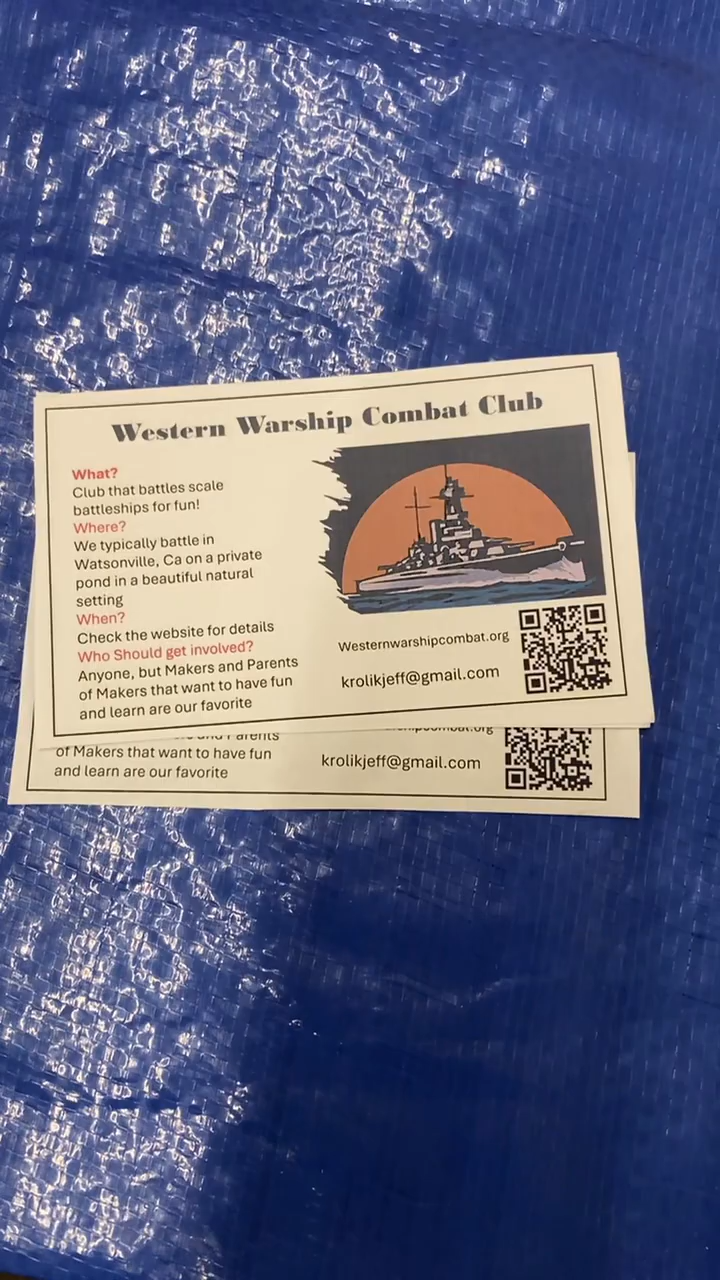 Western Warship Combat Club
What?
Club that battles scale
battleships for fun!
Where?
We typically battle in
Watsonville, Ca on a private
pond in a beautiful natural
setting
When?
Check the website for details
Who Should get involved?
Anyone, but Makers and Parents
of Makers that want to have fun
and learn are our favorite
Westernwarshipcombat.org
krolikjeff@gmail.com
of Makers that want to have fun
and learn are our favorite
krolikjeff@gmail.com